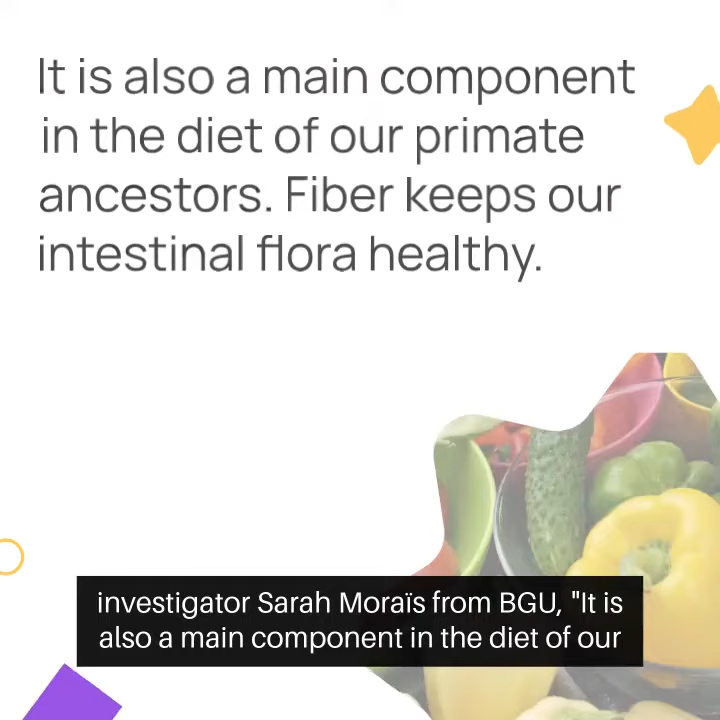 It is also a main component
in the diet of our primate
ancestors. Fiber keeps our
intestinal flora healthy.
investigator Sarah Moraïs from BGU, "It is
also a main component in the diet of our